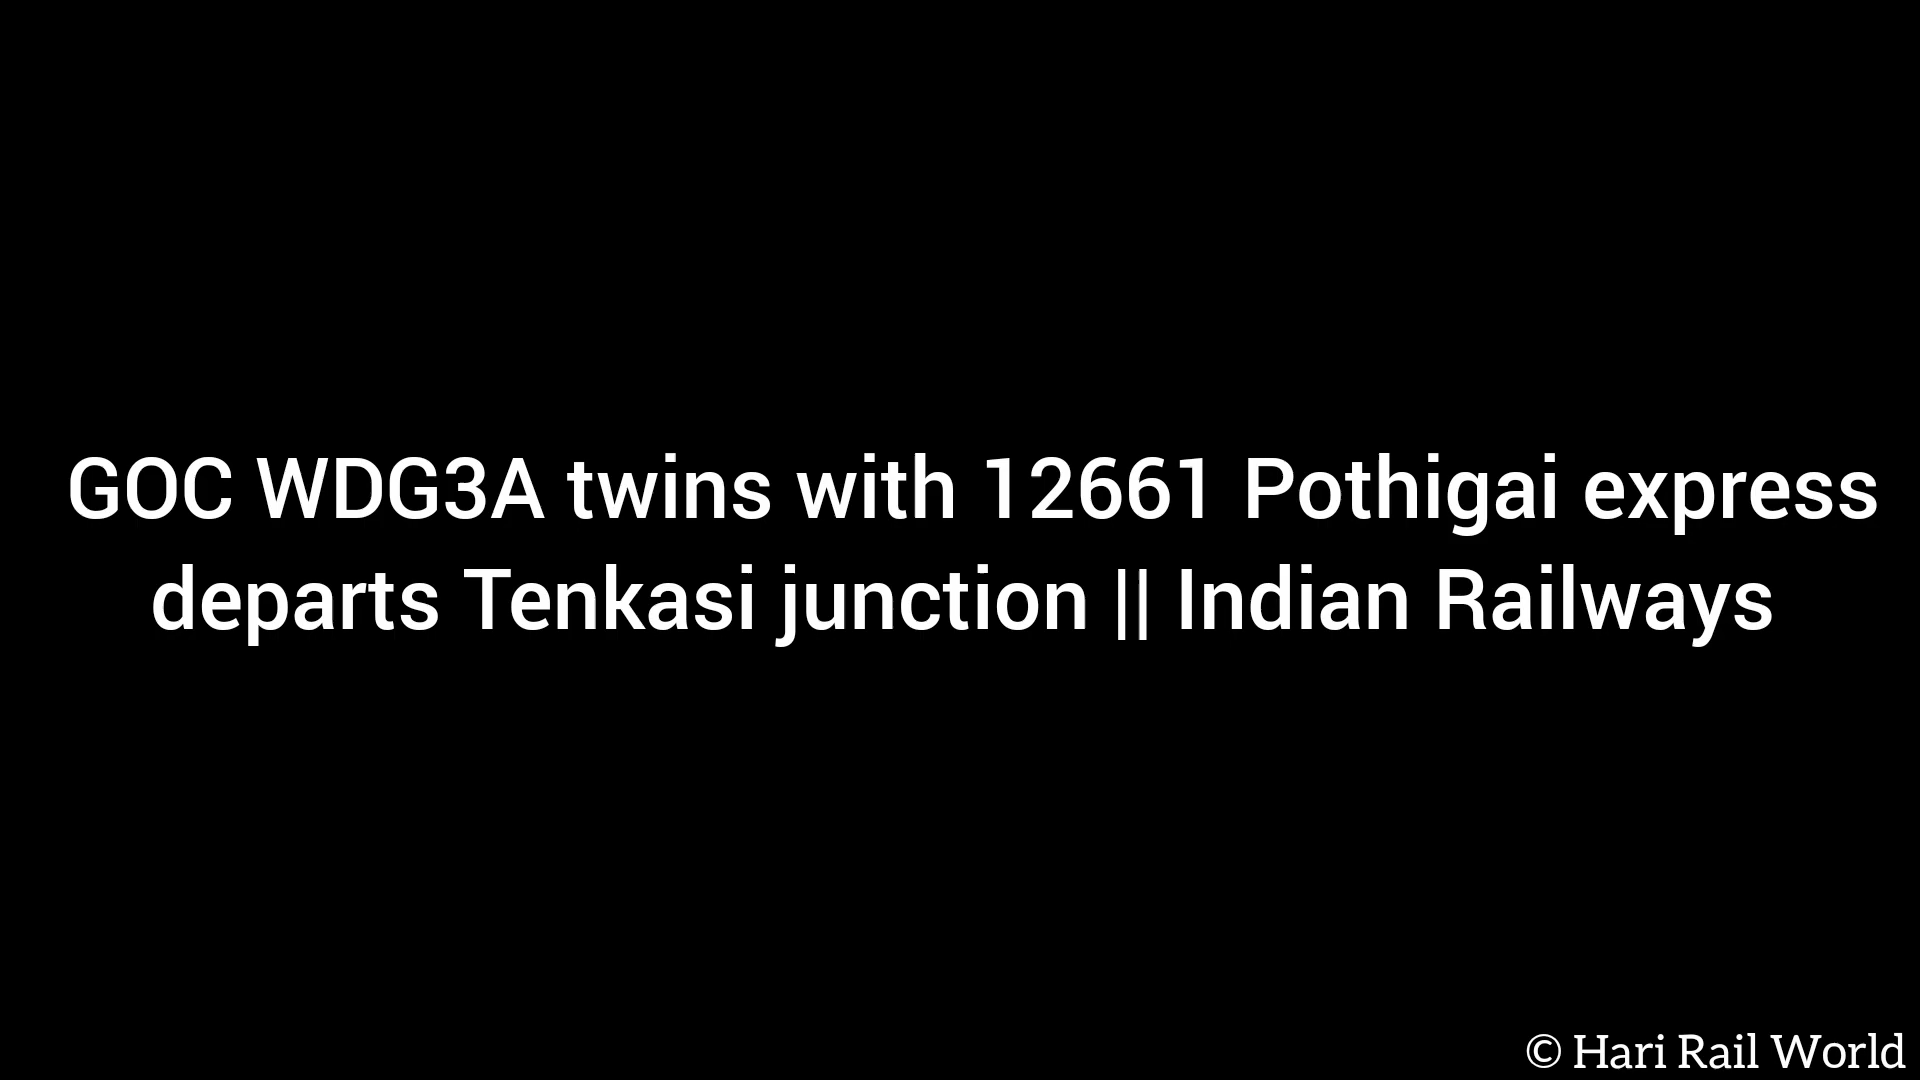 GOC WDG3A twins with 12661 Pothigai express
departs Tenkasi junction || Indian Railways
© Hari Rail World